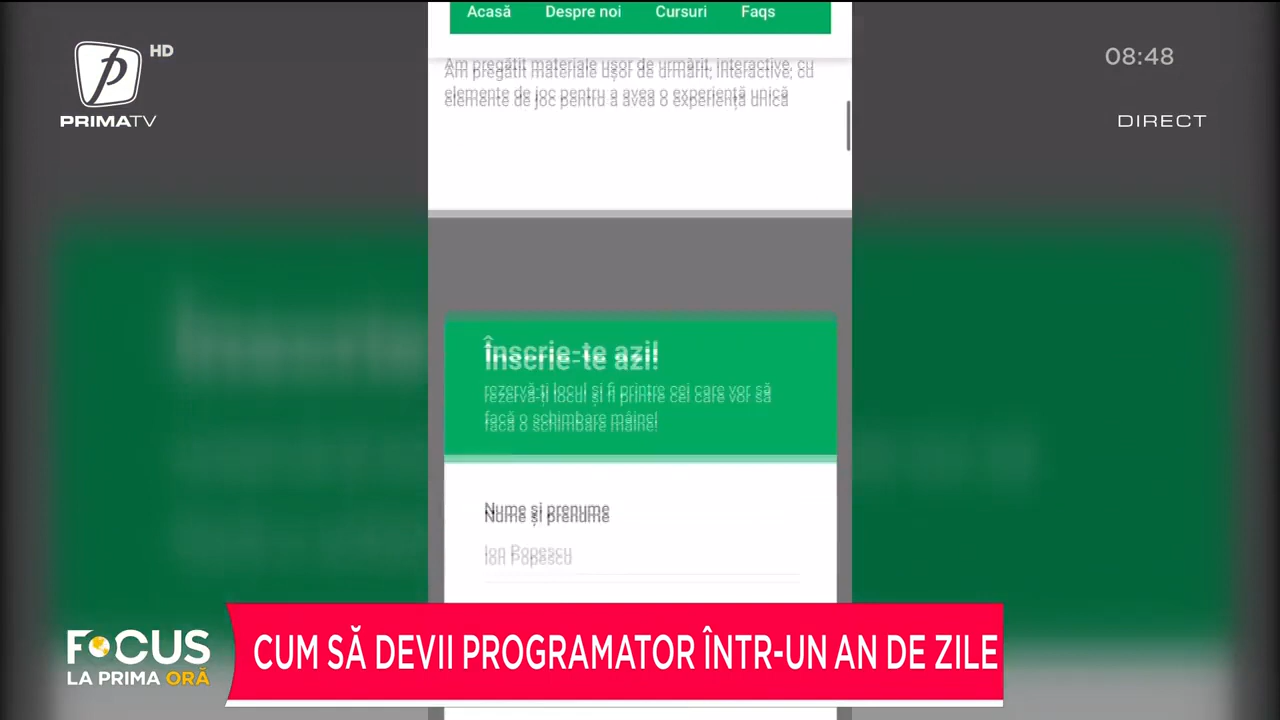 Acasă Despre noi Cursuri Faqs
HD
PRIMATV
08:48
DIRECT
Am pregătit materiale ușor de urmărit, interactive, cu
elemente de joc pentru a avea o experiență unică
Înscrie-te azi!
rezervă-ți locul și fi printre cei care vor să
facă o schimbare mâine!
Nume și prenume
Ion Popescu
FOCUS
LA PRIMA ORĂ
CUM SĂ DEVII PROGRAMATOR ÎNTR-UN AN DE ZILE